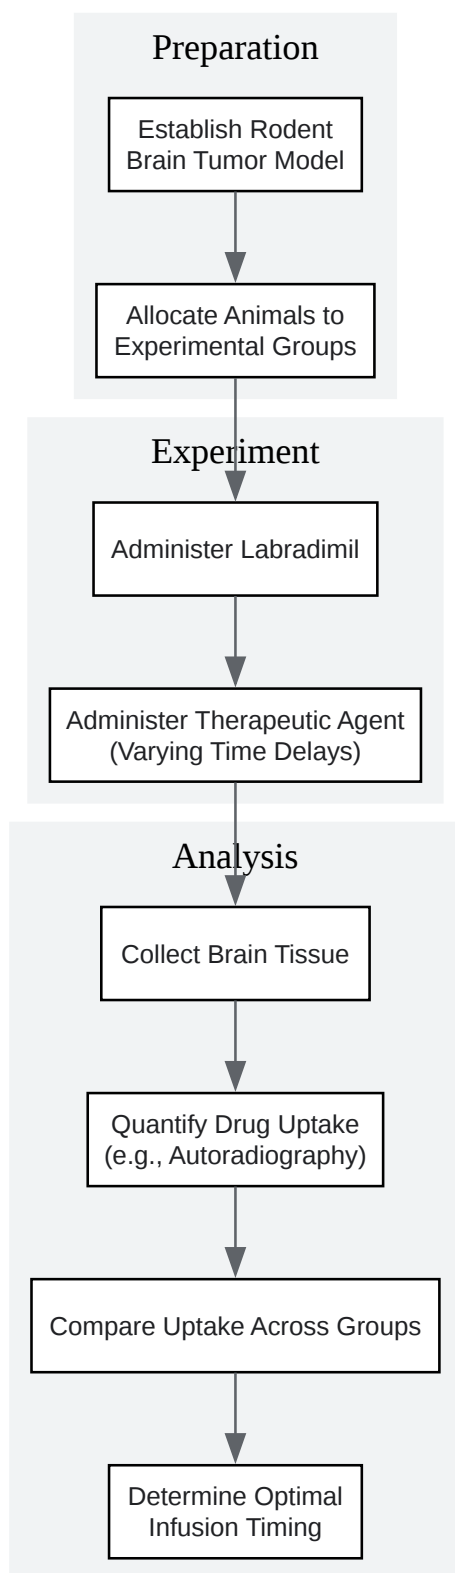 Preparation
Establish Rodent
Brain Tumor Model
Allocate Animals to
Experimental Groups
Experiment
Administer Labradimil
Administer Therapeutic Agent
(Varying Time Delays)
Analysis
Collect Brain Tissue
Quantify Drug Uptake
(e.g., Autoradiography)
Compare Uptake Across Groups
Determine Optimal
Infusion Timing